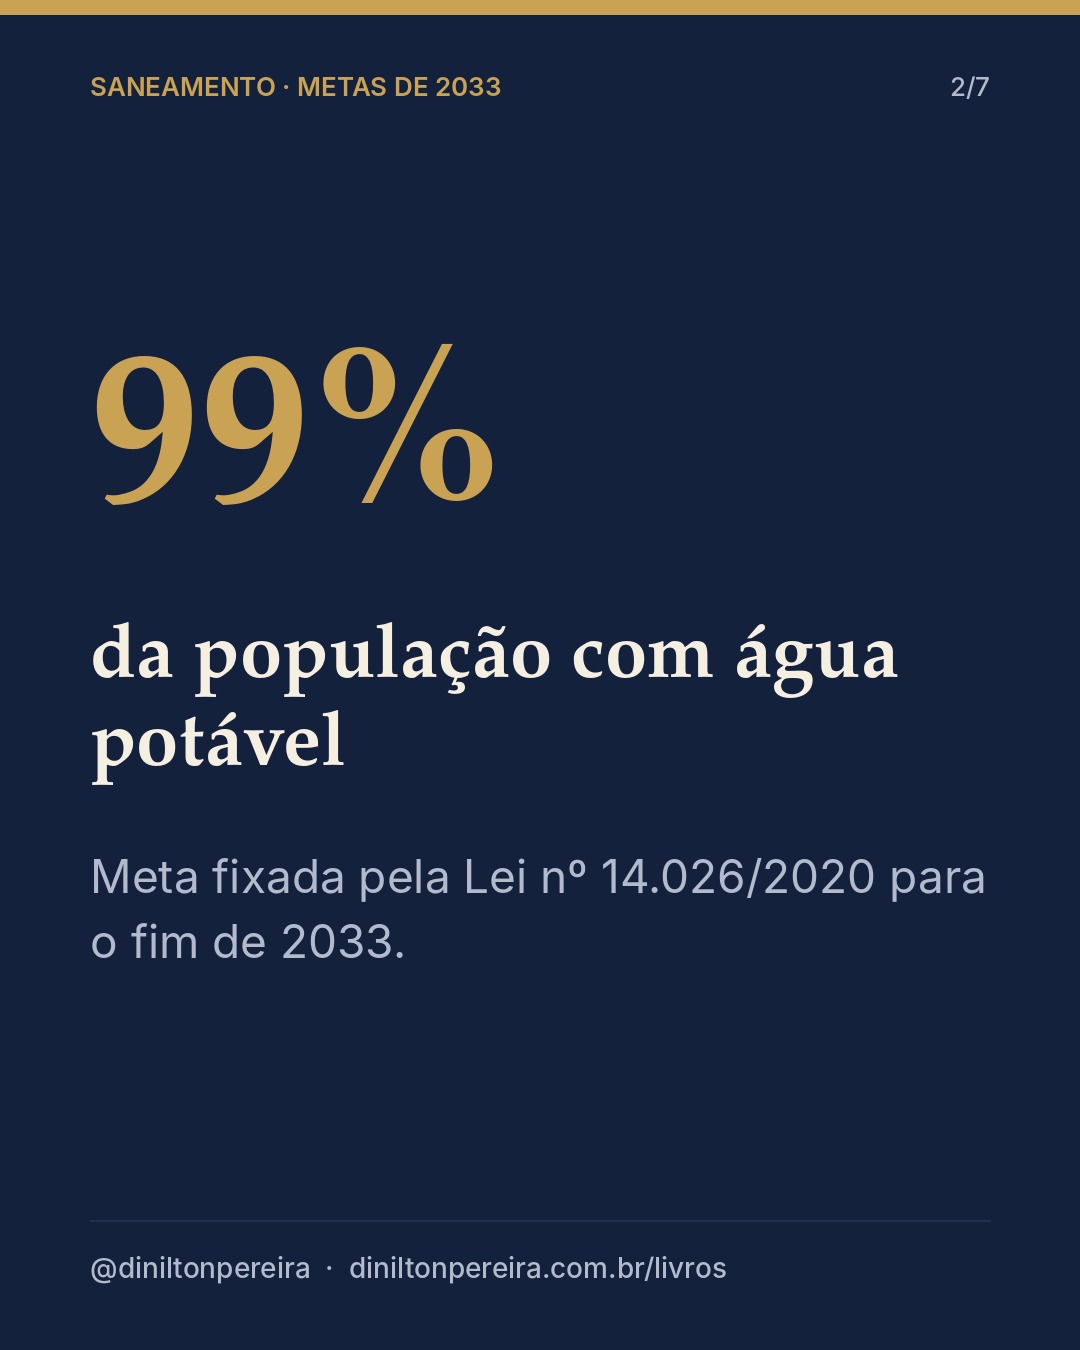 SANEAMENTO · METAS DE 2033
2/7
99%
da população com água
potável
Meta fixada pela Lei nº 14.026/2020 para
o fim de 2033.
@diniltonpereira · diniltonpereira.com.br/livros